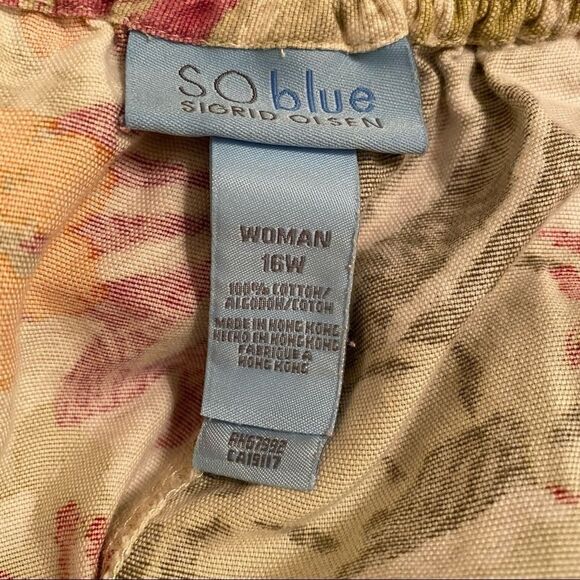 SO blue
SIGRID OLSEN
WOMAN
16W
100% COTTON/
ALGODON/COTON
MADE IN HONG KONG
HECHO EN HONG KONG
FABRIQUE A
HONG KONG
RN67992
CA19117